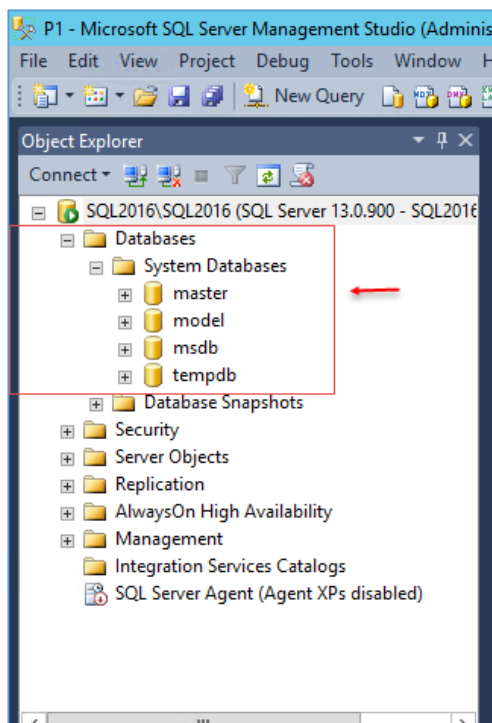 P1 - Microsoft SQL Server Management Studio (Adminis
File Edit View Project Debug Tools Window H
New Query
Object Explorer
Connect
SQL2016\SQL2016 (SQL Server 13.0.900 - SQL2016
Databases
System Databases
master
model
msdb
tempdb
Database Snapshots
Security
Server Objects
Replication
AlwaysOn High Availability
Management
Integration Services Catalogs
SQL Server Agent (Agent XPs disabled)